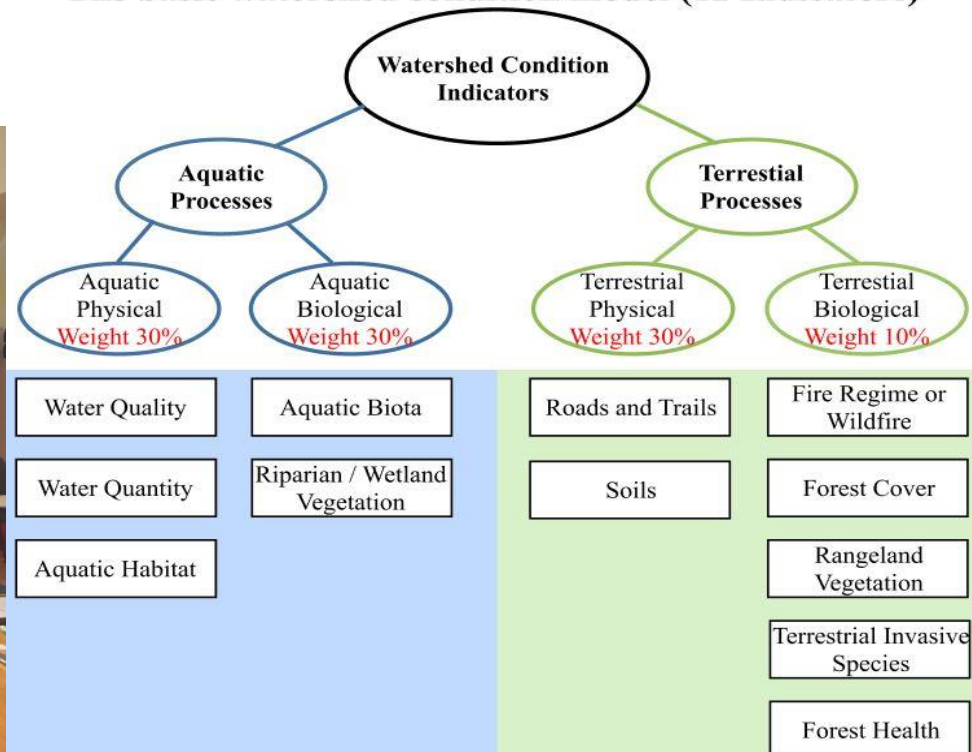 Watershed Condition
Indicators
Aquatic
Processes
Terrestial
Processes
Aquatic
Physical
Weight 30%
Aquatic
Biological
Weight 30%
Terrestrial
Physical
Weight 30%
Terrestial
Biological
Weight 10%
Water Quality
Water Quantity
Aquatic Habitat
Aquatic Biota
Riparian / Wetland
Vegetation
Roads and Trails
Soils
Fire Regime or
Wildfire
Forest Cover
Rangeland
Vegetation
Terrestrial Invasive
Species
Forest Health